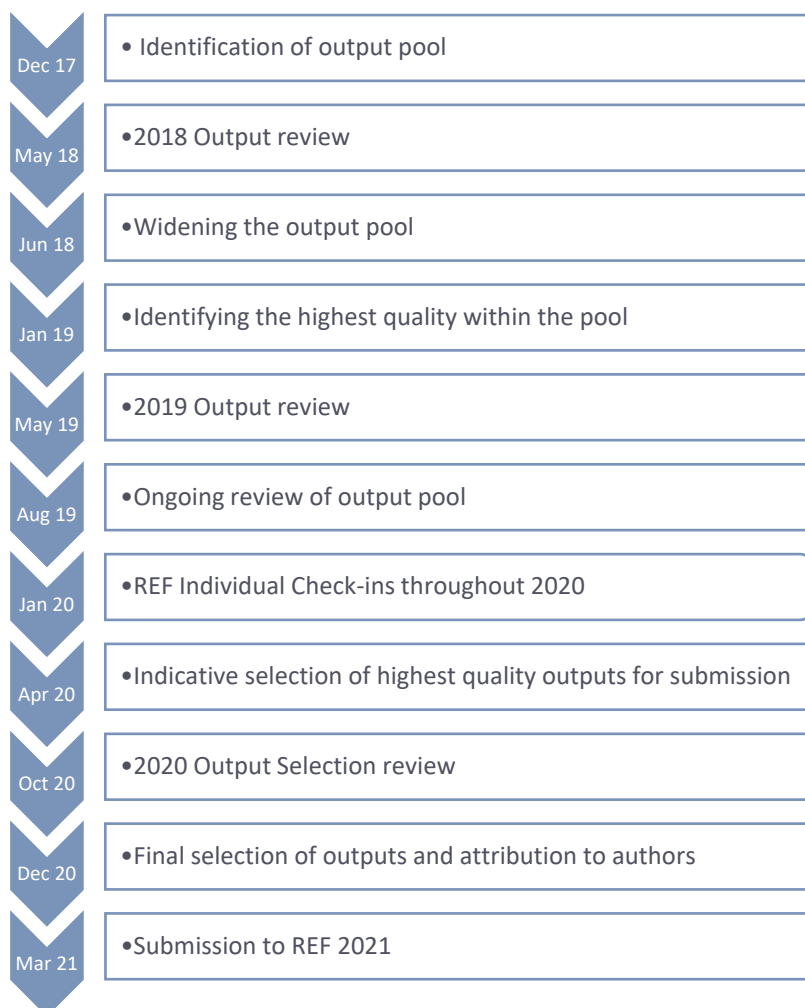 Dec 17
• Identification of output pool
May 18
•2018 Output review
Jun 18
•Widening the output pool
Jan 19
•Identifying the highest quality within the pool
May 19
•2019 Output review
Aug 19
•Ongoing review of output pool
Jan 20
•REF Individual Check-ins throughout 2020
Apr 20
•Indicative selection of highest quality outputs for submission
Oct 20
•2020 Output Selection review
Dec 20
•Final selection of outputs and attribution to authors
Mar 21
•Submission to REF 2021